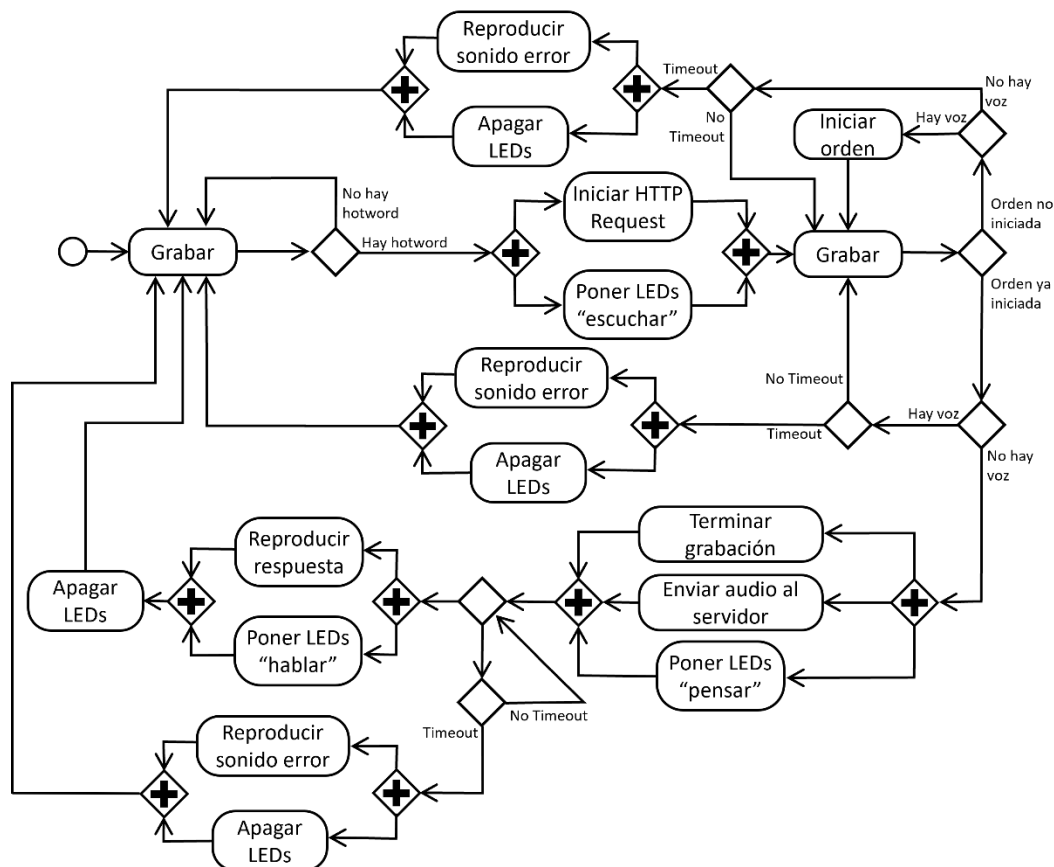 Reproducir
sonido error
Timeout
No hay
voz
No
Timeout
Hay voz
Iniciar
orden
Apagar
LEDs
No hay
hotword
Iniciar HTTP
Request
Orden no
iniciada
Grabar
Hay hotword
Grabar
Poner LEDs
“escuchar”
Orden ya
iniciada
Reproducir
sonido error
No Timeout
Hay voz
Timeout
No hay
voz
Apagar
LEDs
Terminar
grabación
Reproducir
respuesta
Apagar
LEDs
Enviar audio al
servidor
Poner LEDs
“hablar”
Poner LEDs
“pensar”
No Timeout
Timeout
Reproducir
sonido error
Apagar
LEDs